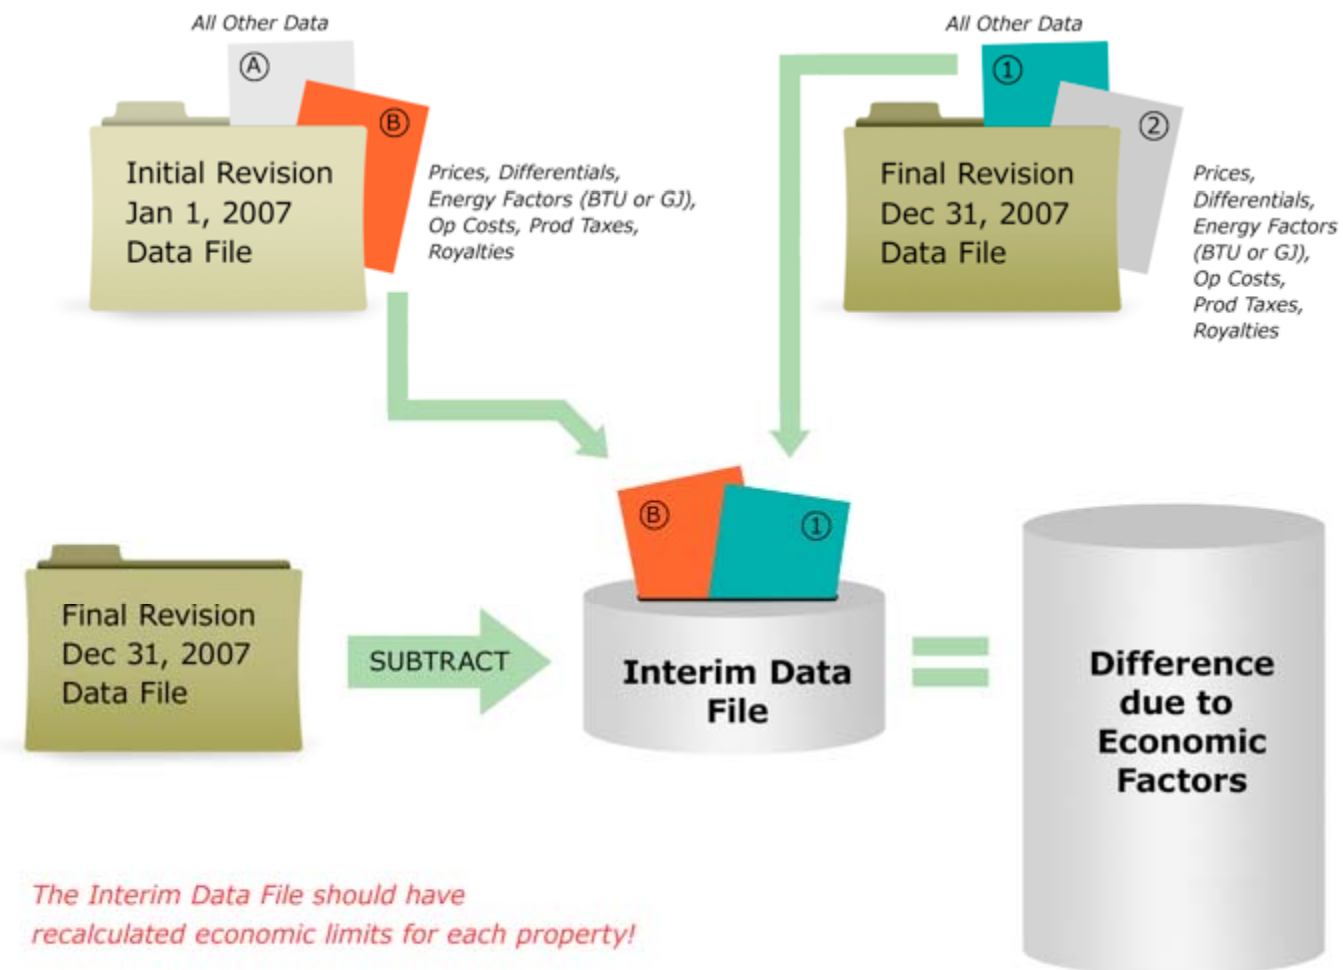 All Other Data
Ⓐ
Ⓑ
Initial Revision
Jan 1, 2007
Data File
Prices, Differentials,
Energy Factors (BTU or GJ),
Op Costs, Prod Taxes,
Royalties
All Other Data
①
②
Final Revision
Dec 31, 2007
Data File
Prices,
Differentials,
Energy Factors
(BTU or GJ),
Op Costs,
Prod Taxes,
Royalties
Final Revision
Dec 31, 2007
Data File
SUBTRACT
Ⓑ
①
Interim Data
File
=
Difference
due to
Economic
Factors
The Interim Data File should have
recalculated economic limits for each property!